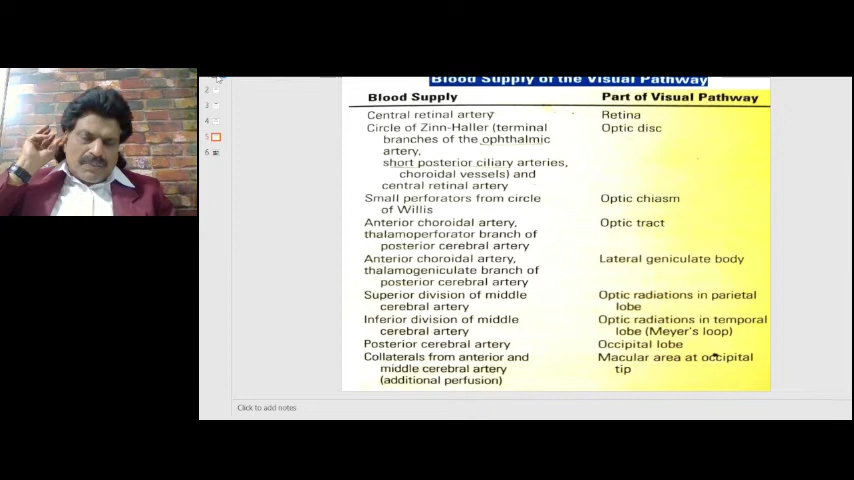 Blood Supply of the Visual Pathway
Blood Supply Part of Visual Pathway
Central retinal artery Retina
Circle of Zinn-Haller (terminal Optic disc
branches of the ophthalmic
artery,
short posterior ciliary arteries,
choroidal vessels) and
central retinal artery
Small perforators from circle Optic chiasm
of Willis
Anterior choroidal artery, Optic tract
thalamoperforator branch of
posterior cerebral artery
Anterior choroidal artery, Lateral geniculate body
thalamogeniculate branch of
posterior cerebral artery
Superior division of middle Optic radiations in parietal
cerebral artery lobe
Inferior division of middle Optic radiations in temporal
cerebral artery lobe (Meyer's loop)
Posterior cerebral artery Occipital lobe
Collaterals from anterior and Macular area at occipital
middle cerebral artery tip
(additional perfusion)
2
3
4
5
6
Click to add notes